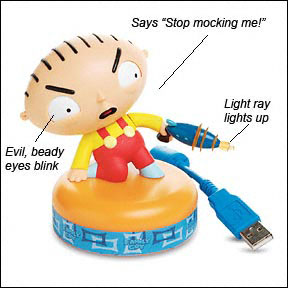 Says “Stop mocking me!”
Light ray
lights up
Evil, beady
eyes blink